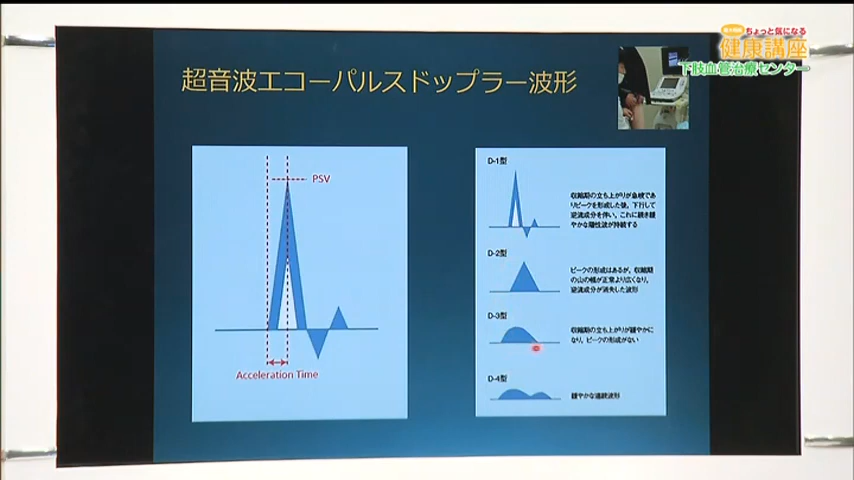 ちょっと気になる
健康講座
下肢血管治療センター
超音波エコーパルスドップラー波形
PSV
Acceleration Time
D-1型
収縮期の立ち上がりが急峻であ
りピークを形成した後、下行して
逆流成分を伴い、これに続き緩
やかな陽性波が持続する
D-2型
ピークの形成はあるが、収縮期
の山の幅が正常より広くなり、
逆流成分が消失した波形
D-3型
収縮期の立ち上がりが緩やかに
なり、ピークの形成がない
D-4型
緩やかな連続波形